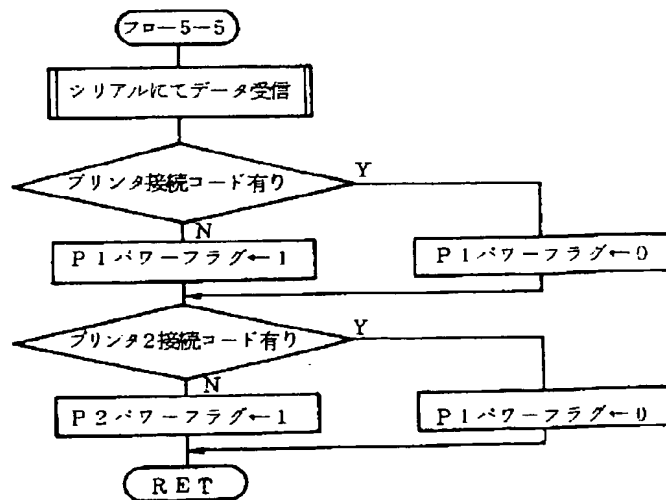 フロー5-5
シリアルにてデータ受信
プリンタ接続コード有り
Y
N
P1パワーフラグ←1
P1パワーフラグ←0
プリンタ2接続コード有り
Y
N
P2パワーフラグ←1
P1パワーフラグ←0
RET